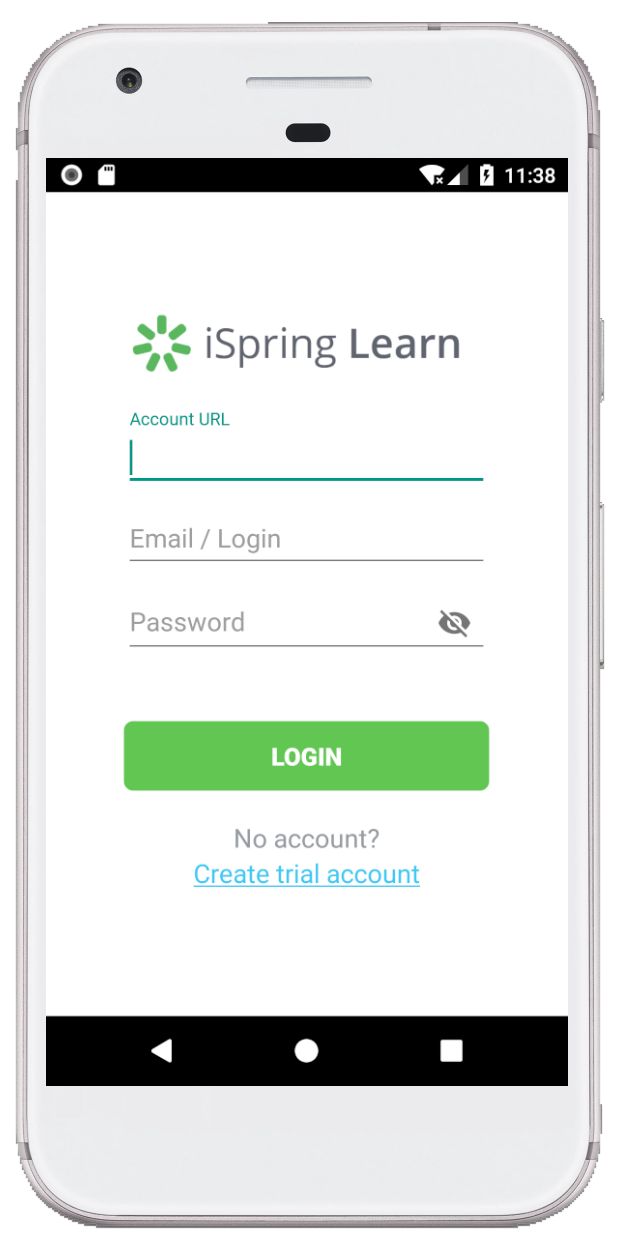 11:38
iSpring Learn
Account URL
Email / Login
Password
LOGIN
No account?
Create trial account